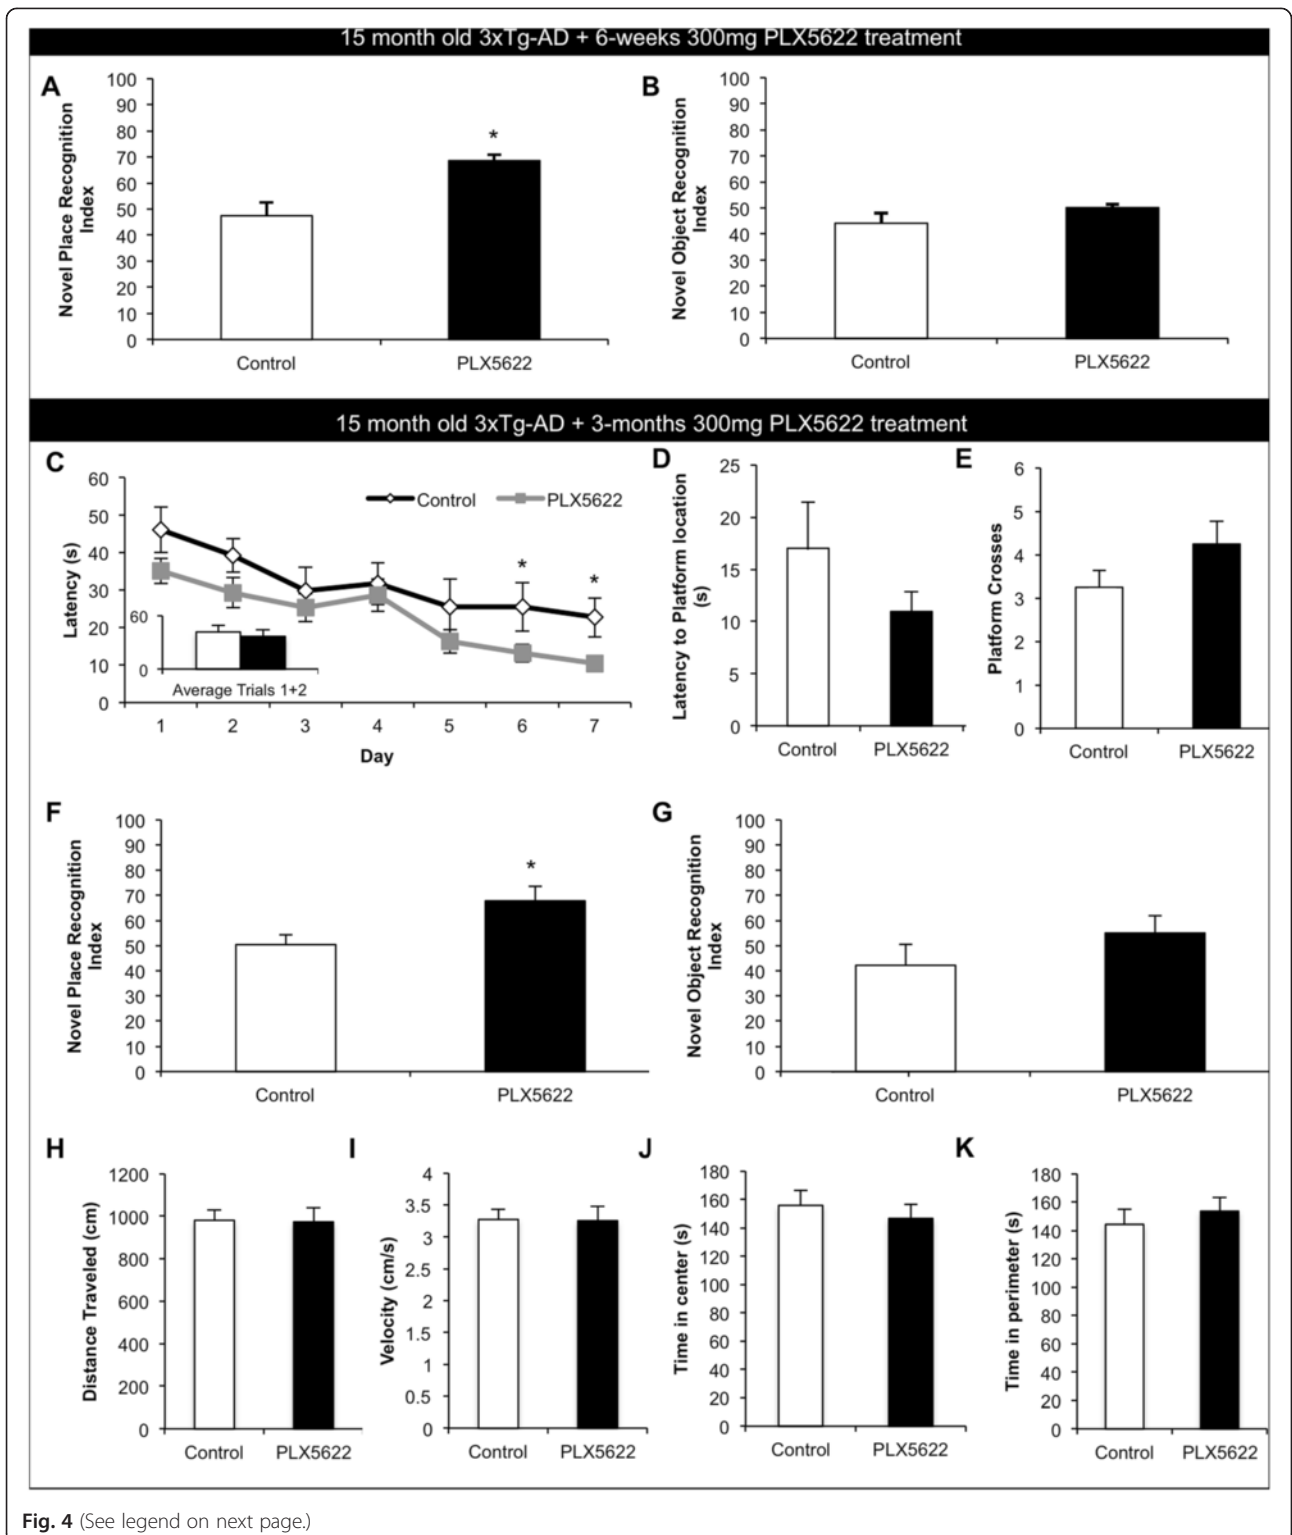 15 month old 3xTg-AD + 6-weeks 300mg PLX5622 treatment
A
Novel Place Recognition
Index
100
90
80
70
60
50
40
30
20
10
0
*
Control
PLX5622
B
Novel Object Recognition
Index
100
90
80
70
60
50
40
30
20
10
0
Control
PLX5622
15 month old 3xTg-AD + 3-months 300mg PLX5622 treatment
C
Latency (s)
60
50
40
30
20
10
0
Control
PLX5622
*
*
60
0
Average Trials 1+2
1
2
3
4
5
6
7
Day
D
Latency to Platform location
(s)
25
20
15
10
5
0
Control
PLX5622
E
Platform Crosses
6
5
4
3
2
1
0
Control
PLX5622
F
Novel Place Recognition
Index
100
90
80
70
60
50
40
30
20
10
0
*
Control
PLX5622
G
Novel Object Recognition
Index
100
90
80
70
60
50
40
30
20
10
0
Control
PLX5622
H
Distance Traveled (cm)
1200
1000
800
600
400
200
0
Control
PLX5622
I
Velocity (cm/s)
4
3.5
3
2.5
2
1.5
1
0.5
0
Control
PLX5622
J
Time in center (s)
180
160
140
120
100
80
60
40
20
0
Control
PLX5622
K
Time in perimeter (s)
180
160
140
120
100
80
60
40
20
0
Control
PLX5622
Fig. 4 (See legend on next page.)